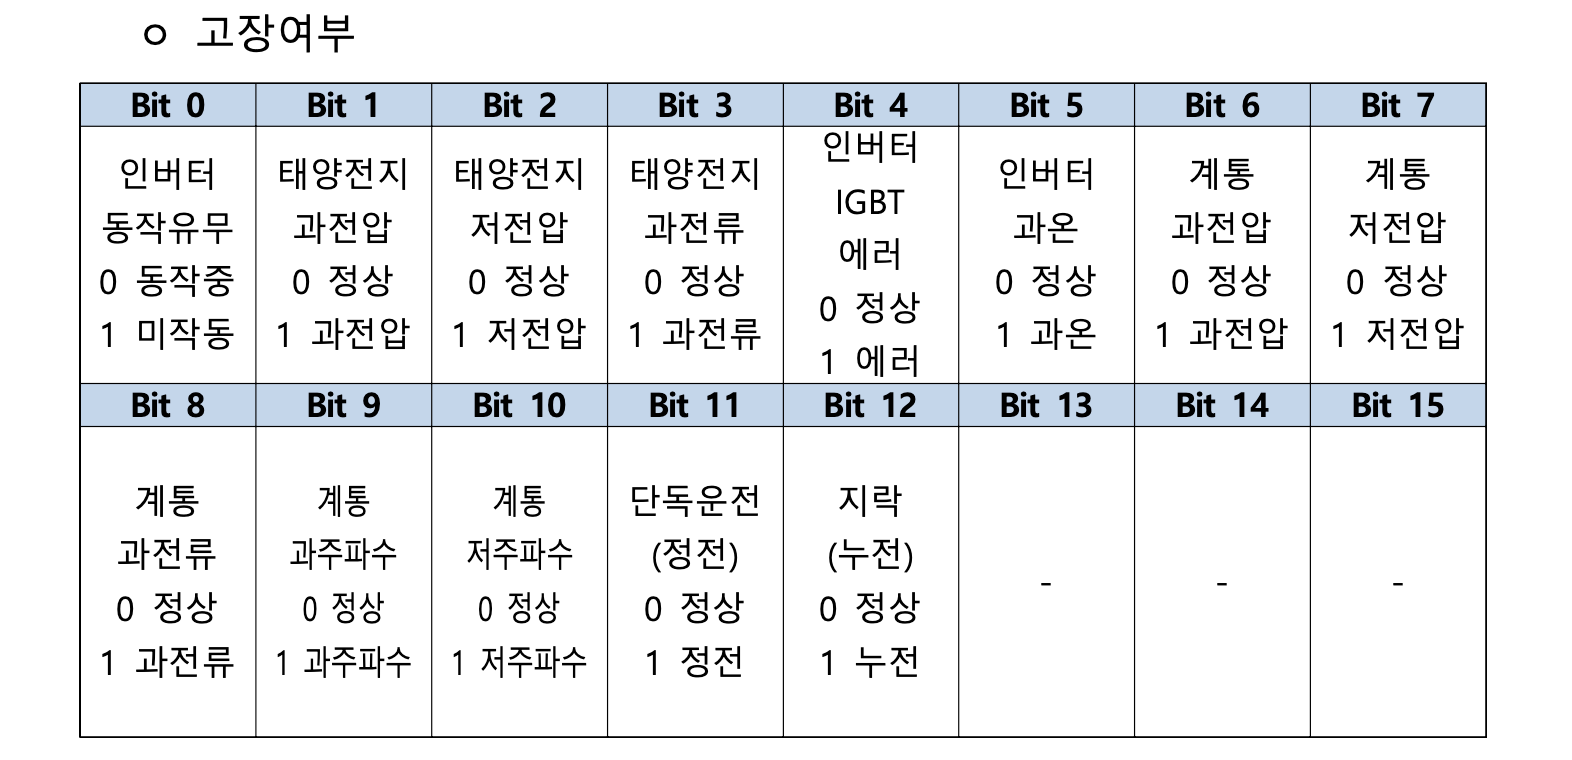 ㅇ 고장여부
Bit 0 Bit 1 Bit 2 Bit 3 Bit 4 Bit 5 Bit 6 Bit 7
인버터
동작유무
0 동작중
1 미작동
태양전지
과전압
0 정상
1 과전압
태양전지
저전압
0 정상
1 저전압
태양전지
과전류
0 정상
1 과전류
인버터
IGBT
에러
0 정상
1 에러
인버터
과온
0 정상
1 과온
계통
과전압
0 정상
1 과전압
계통
저전압
0 정상
1 저전압
Bit 8 Bit 9 Bit 10 Bit 11 Bit 12 Bit 13 Bit 14 Bit 15
계통
과전류
0 정상
1 과전류
계통
과주파수
0 정상
1 과주파수
계통
저주파수
0 정상
1 저주파수
단독운전
(정전)
0 정상
1 정전
지락
(누전)
0 정상
1 누전
-
-
-